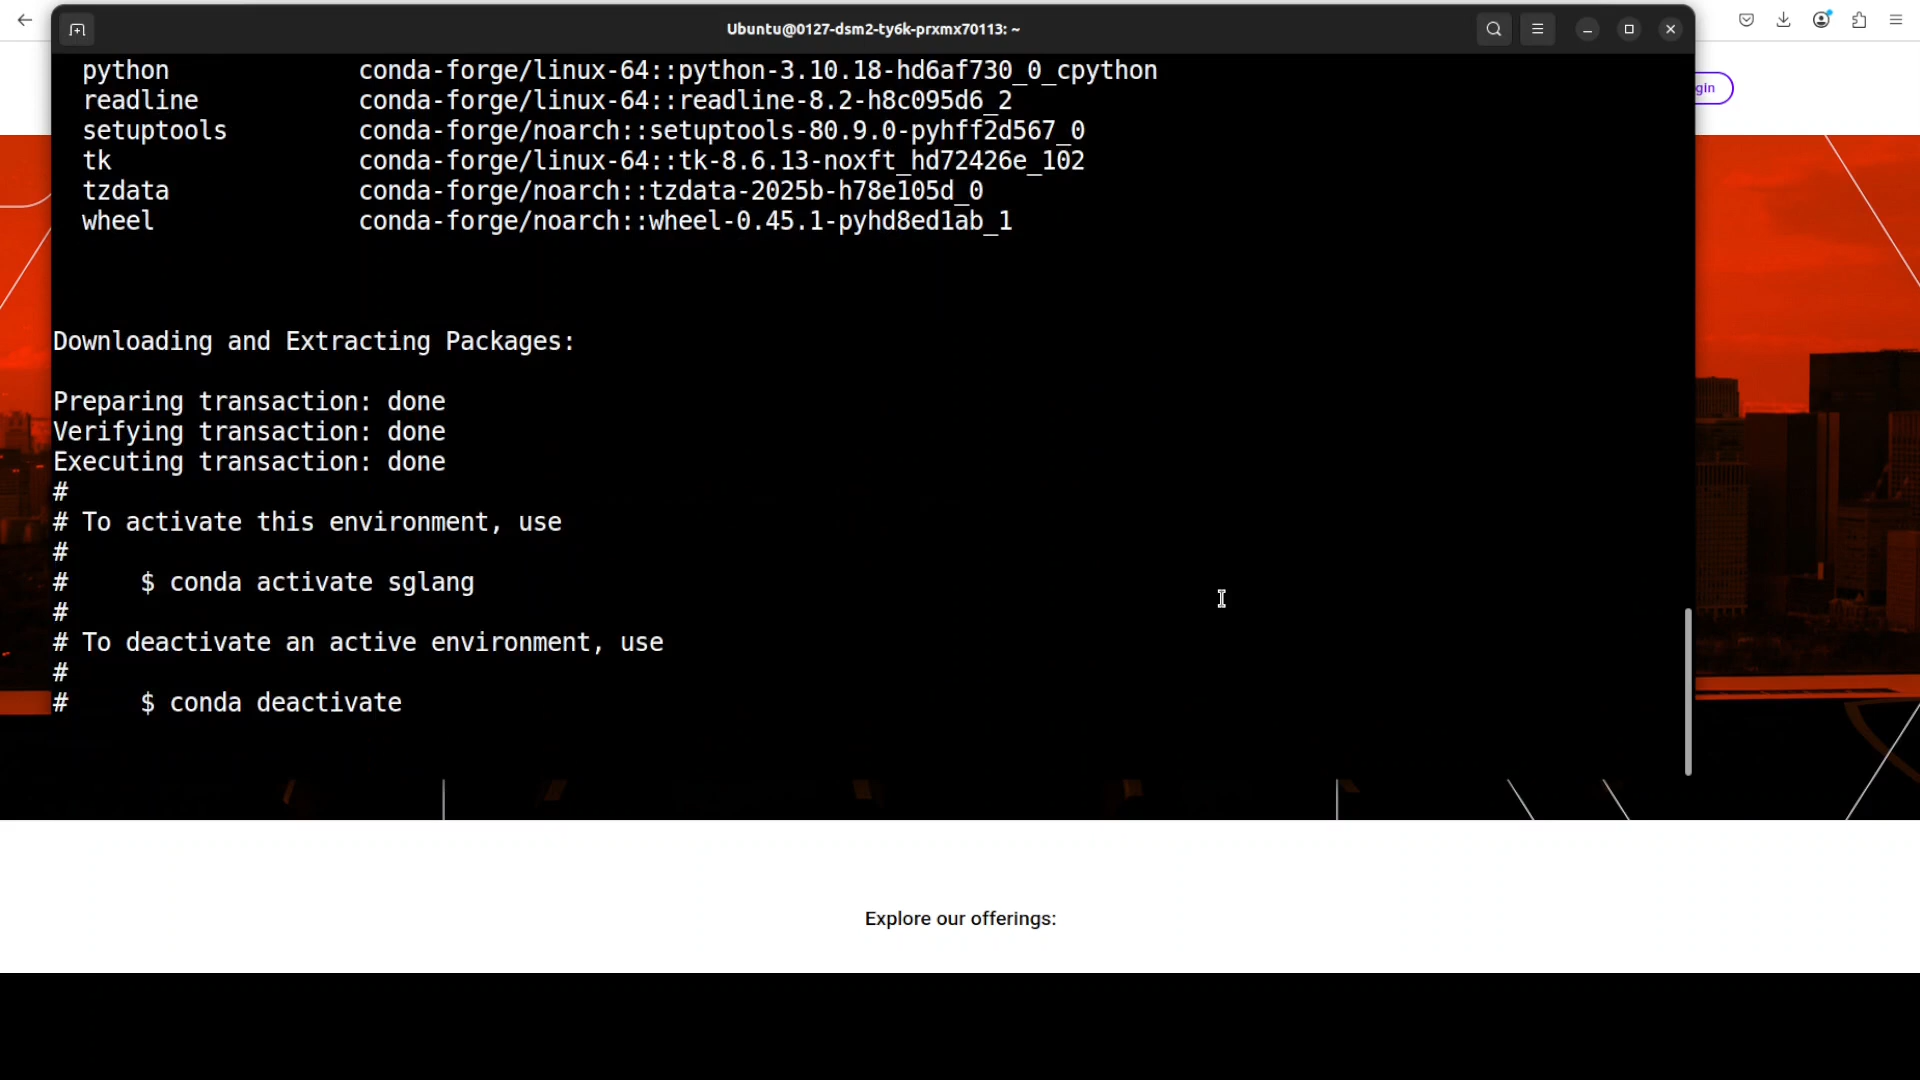 Ubuntu@0127-dsm2-ty6k-prxmx70113: ~
python conda-forge/linux-64::python-3.10.18-hd6af730_0_cpython
readline conda-forge/linux-64::readline-8.2-h8c095d6_2
setuptools conda-forge/noarch::setuptools-80.9.0-pyhff2d567_0
tk conda-forge/linux-64::tk-8.6.13-noxft_hd72426e_102
tzdata conda-forge/noarch::tzdata-2025b-h78e105d_0
wheel conda-forge/noarch::wheel-0.45.1-pyhd8ed1ab_1
gin
Downloading and Extracting Packages:
Preparing transaction: done
Verifying transaction: done
Executing transaction: done
#
# To activate this environment, use
#
# $ conda activate sglang
#
# To deactivate an active environment, use
#
# $ conda deactivate
Explore our offerings: